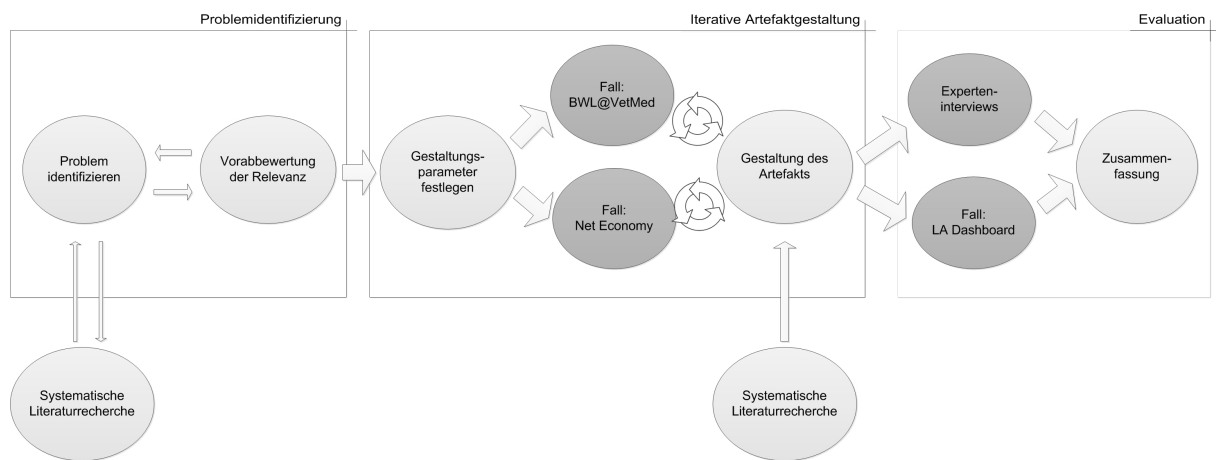 Problemidentifizierung
Problem
identifizieren
Vorabbewertung
der Relevanz
Systematische
Literaturrecherche
Iterative Artefaktgestaltung
Gestaltungs-
parameter
festlegen
Fall:
BWL@VetMed
Fall:
Net Economy
Gestaltung des
Artefakts
Systematische
Literaturrecherche
Evaluation
Experten-
interviews
Fall:
LA Dashboard
Zusammen-
fassung